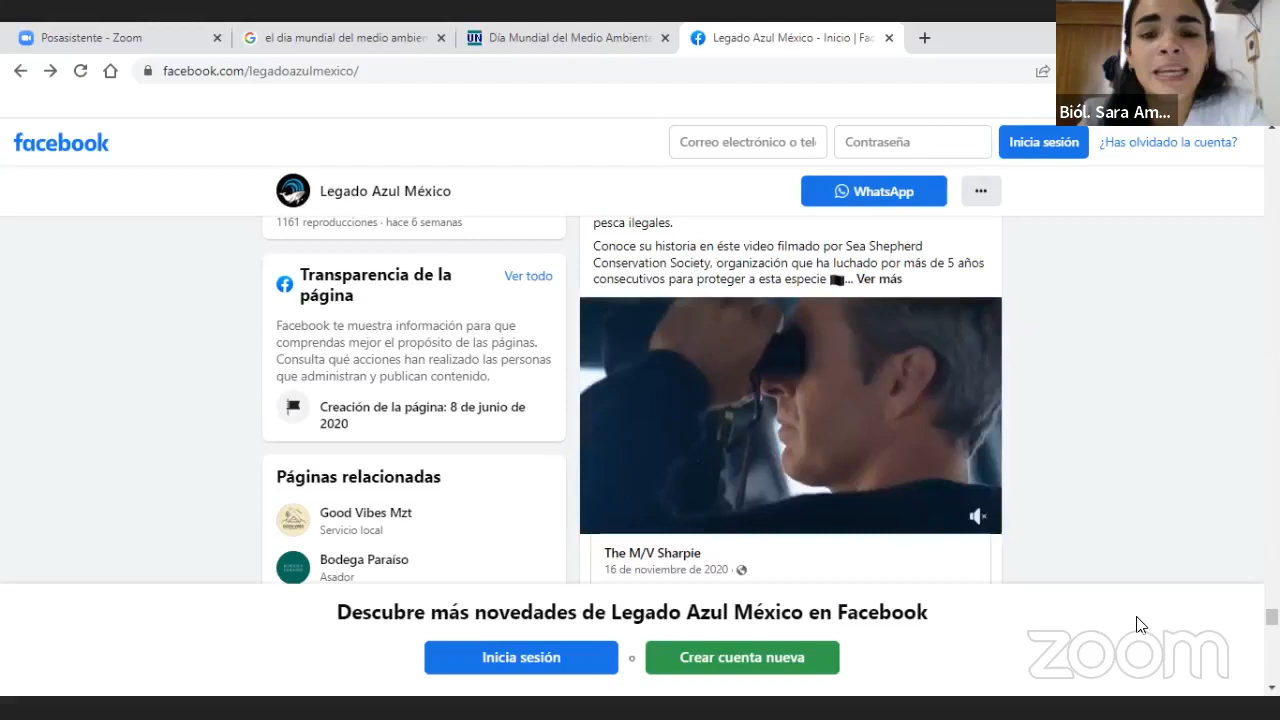 Posasistente - Zoom
el dia mundial del medio ambien
Día Mundial del Medio Ambiente
Legado Azul México - Inicio | Fac
facebook.com/legadoazulmexico/
Biól. Sara Am...
facebook
Correo electrónico o tel
Contraseña
Inicia sesión
¿Has olvidado la cuenta?
Legado Azul México
WhatsApp
1161 reproducciones · hace 6 semanas
Transparencia de la
página
Ver todo
Facebook te muestra información para que
comprendas mejor el propósito de las páginas.
Consulta qué acciones han realizado las personas
que administran y publican contenido.
Creación de la página: 8 de junio de
2020
Páginas relacionadas
Good Vibes Mzt
Servicio local
Bodega Paraíso
Asador
pesca ilegales.
Conoce su historia en éste video filmado por Sea Shepherd
Conservation Society, organización que ha luchado por más de 5 años
consecutivos para proteger a esta especie ... Ver más
The M/V Sharpie
16 de noviembre de 2020 ·
Descubre más novedades de Legado Azul México en Facebook
Inicia sesión
o
Crear cuenta nueva
zoom